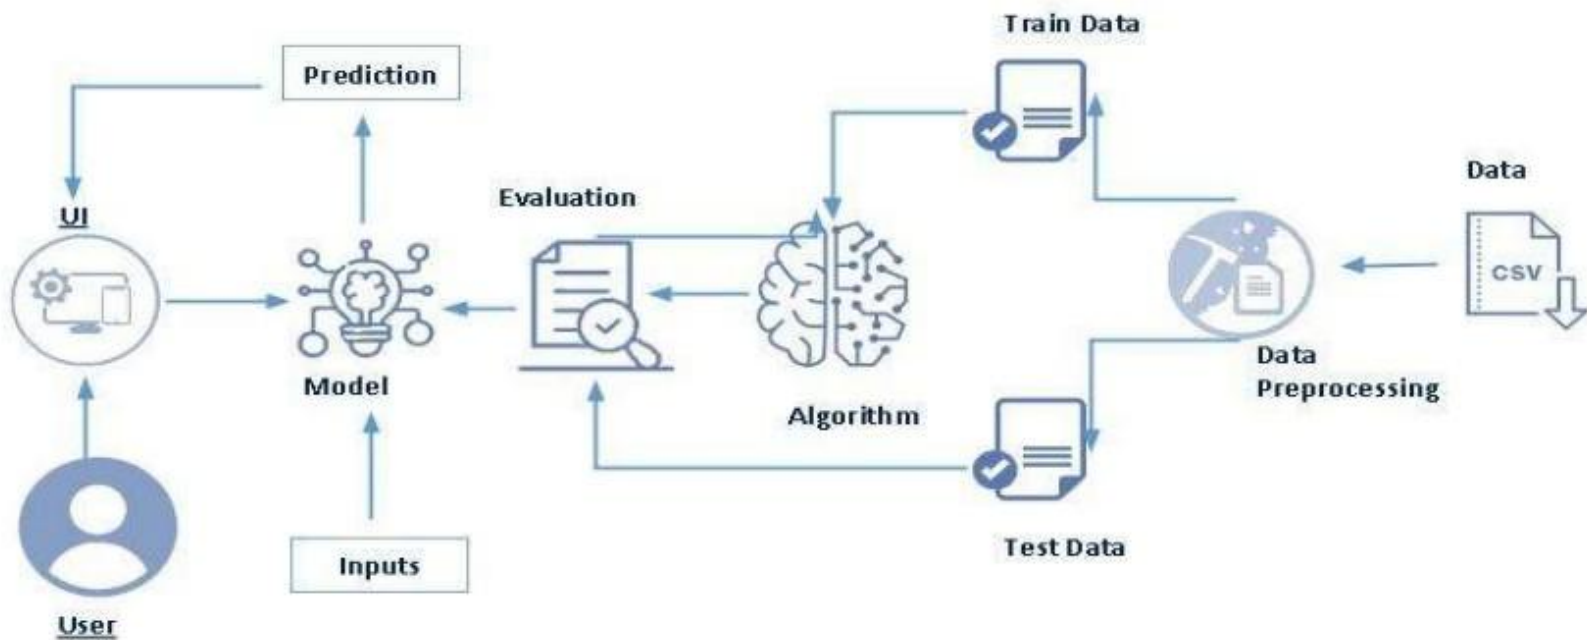 Train Data
Prediction
Data
Evaluation
UI
CSV
Data
Preprocessing
Model
Algorithm
Test Data
Inputs
User